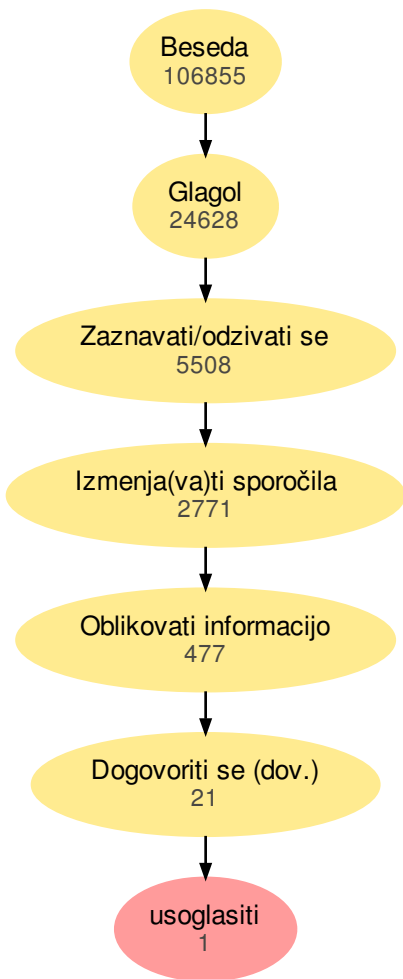 Beseda
106855
Glagol
24628
Zaznavati/odzivati se
5508
Izmenja(va)ti sporočila
2771
Oblikovati informacijo
477
Dogovoriti se (dov.)
21
usoglasiti
1